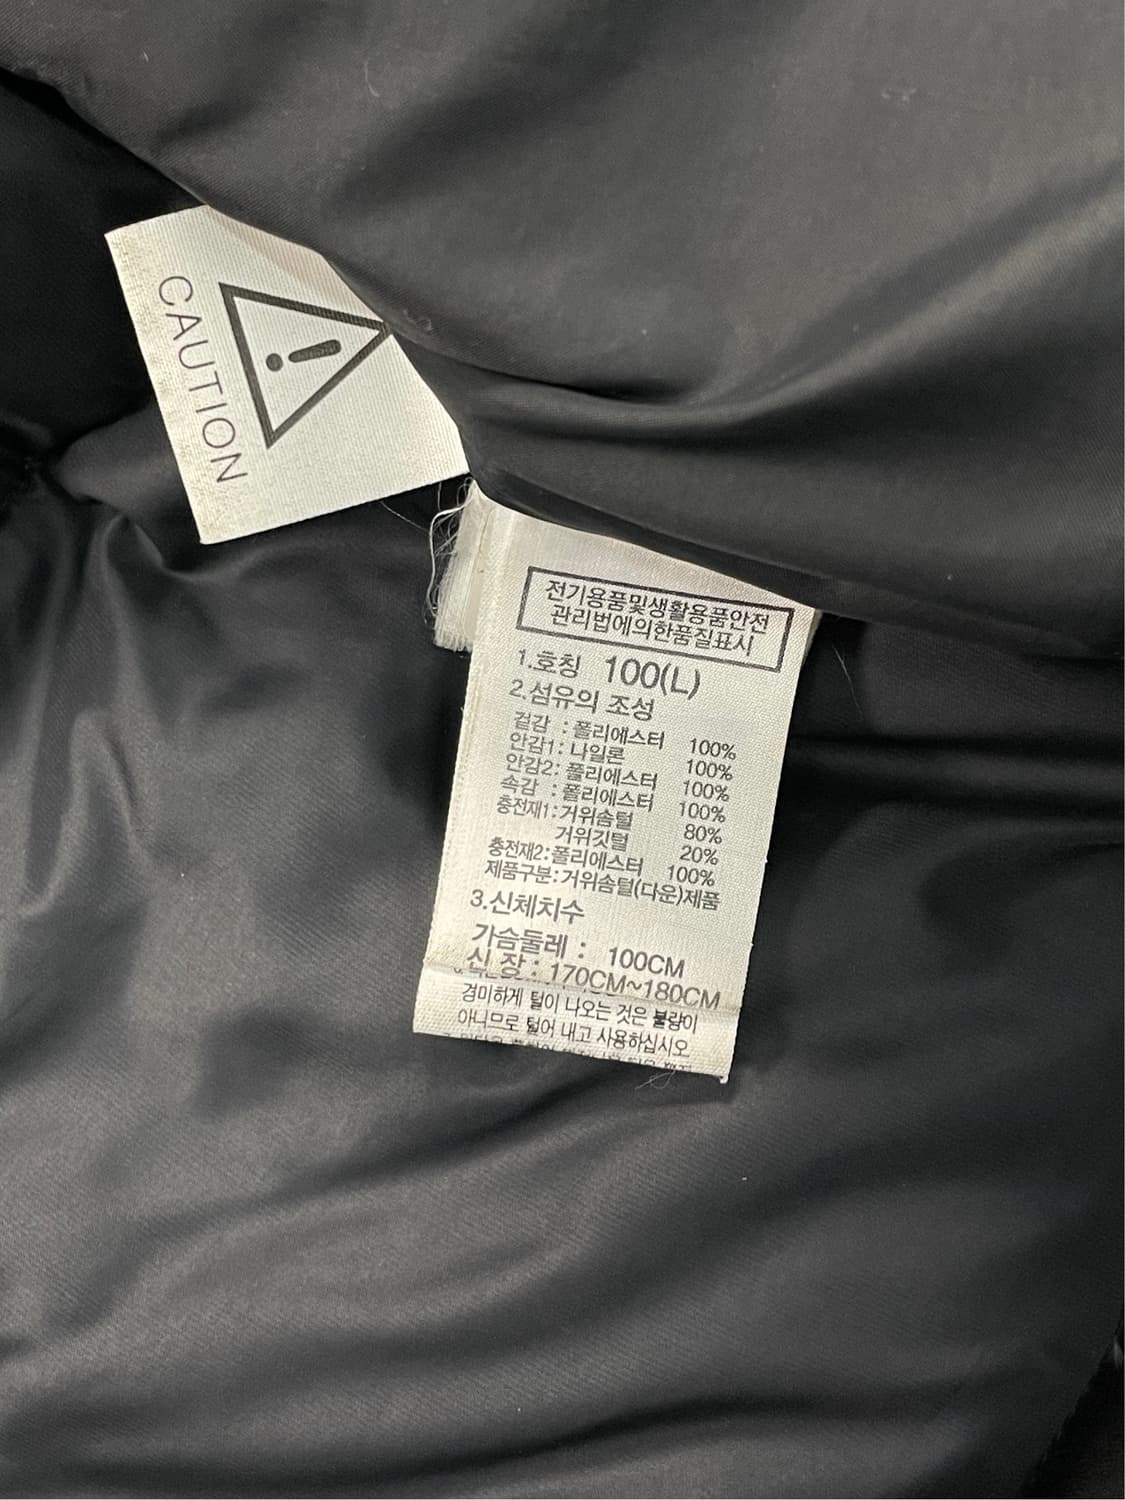 CAUTION
전기용품및생활용품안전
관리법에의한품질표시
1.호칭 100(L)
2.섬유의 조성
겉감 : 폴리에스터 100%
안감1: 나일론 100%
안감2: 폴리에스터 100%
속감 : 폴리에스터 100%
충전재1: 거위솜털 80%
거위깃털 20%
충전재2: 폴리에스터 100%
제품구분: 거위솜털(다운)제품
3.신체치수
가슴둘레 : 100CM
신 장 : 170CM~180CM
경미하게 털이 나오는 것은 불량이
아니므로 털어 내고 사용하십시오